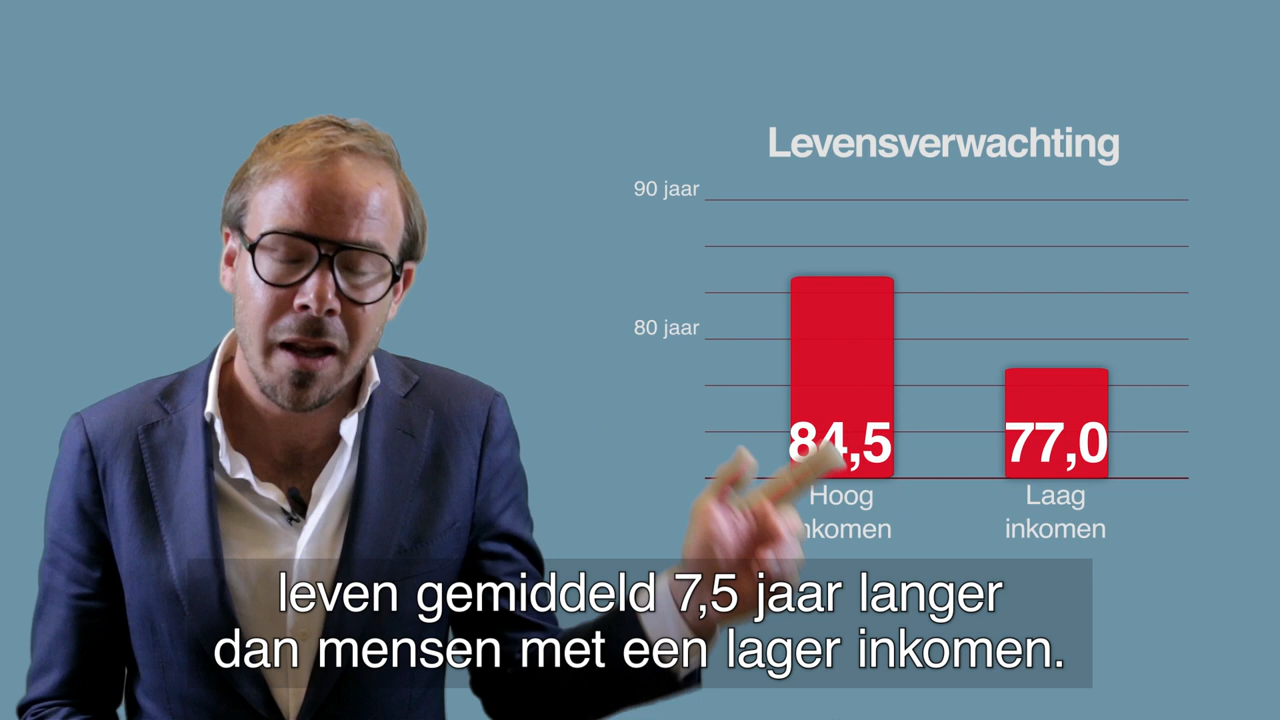 Levensverwachting
90 jaar
80 jaar
84,5
77,0
Hoog
inkomen
Laag
inkomen
leven gemiddeld 7,5 jaar langer
dan mensen met een lager inkomen.